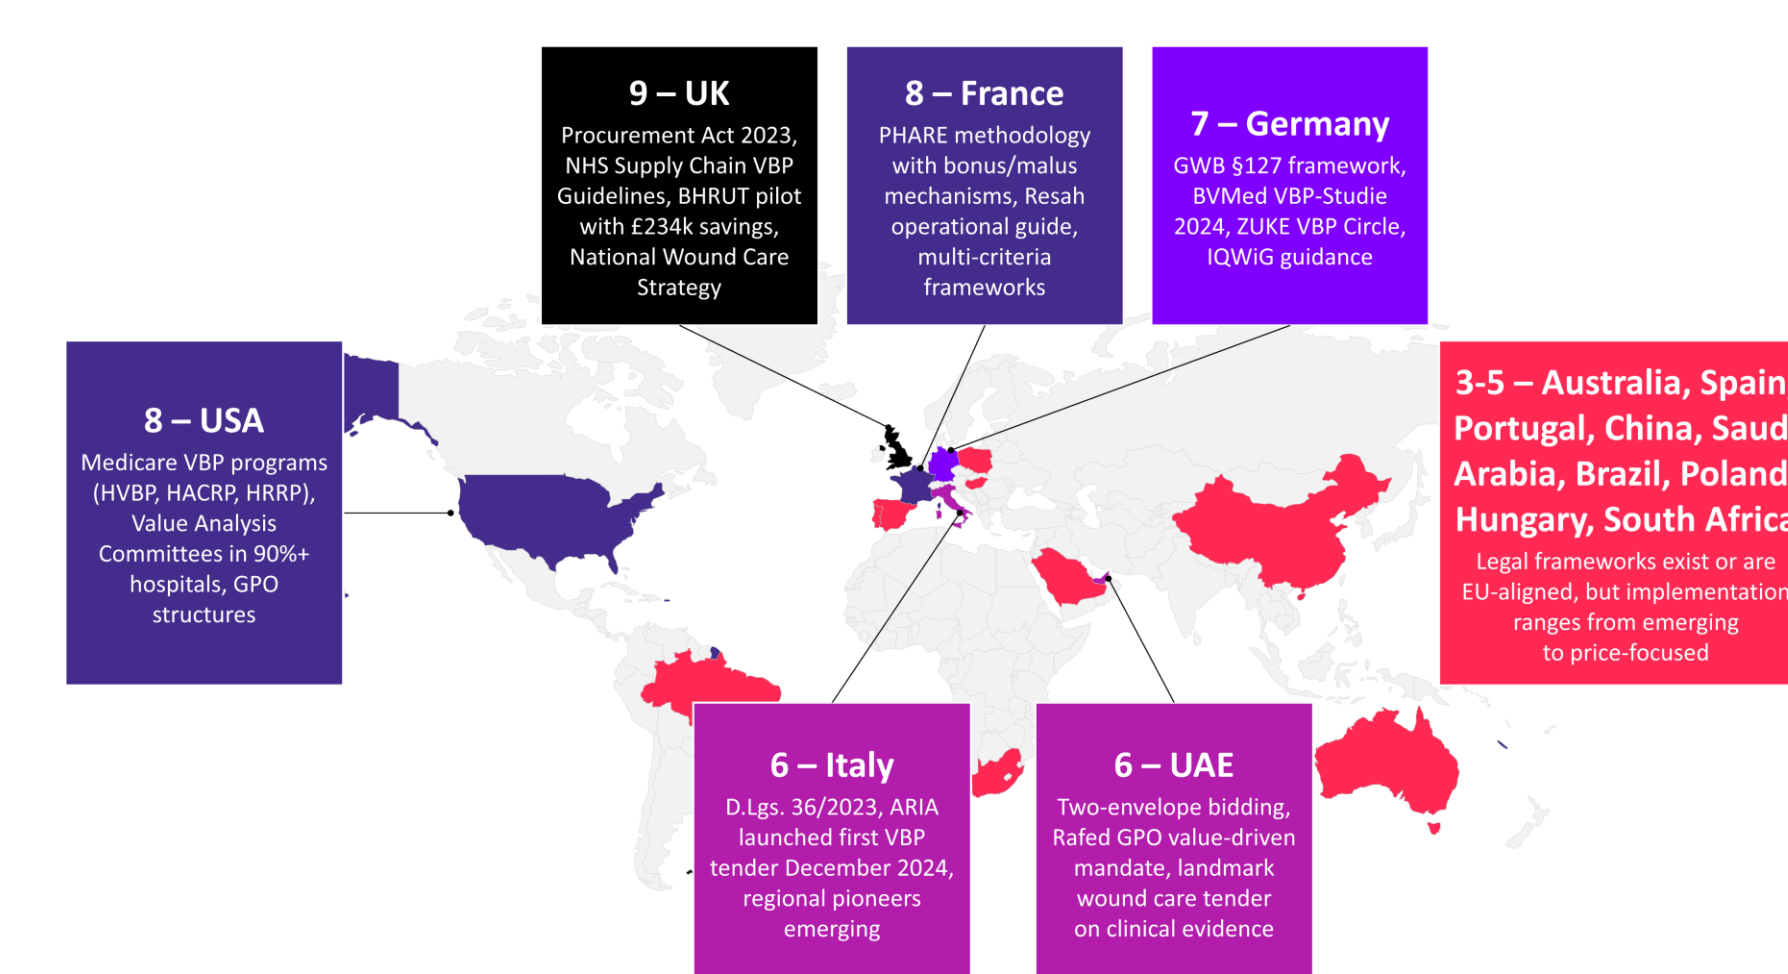 9 – UK
Procurement Act 2023,
NHS Supply Chain VBP
Guidelines, BHRUT pilot
with £234k savings,
National Wound Care
Strategy
8 – France
PHARE methodology
with bonus/malus
mechanisms, Resah
operational guide,
multi-criteria
frameworks
7 – Germany
GWB §127 framework,
BVMed VBP-Studie
2024, ZUKE VBP Circle,
IQWiG guidance
8 – USA
Medicare VBP programs
(HVBP, HACRP, HRRP),
Value Analysis
Committees in 90%+
hospitals, GPO
structures
3-5 – Australia, Spain
Portugal, China, Saud
Arabia, Brazil, Poland
Hungary, South Africa
Legal frameworks exist or are
EU-aligned, but implementation
ranges from emerging
to price-focused
6 – Italy
D.Lgs. 36/2023, ARIA
launched first VBP
tender December 2024,
regional pioneers
emerging
6 – UAE
Two-envelope bidding,
Rafed GPO value-driven
mandate, landmark
wound care tender
on clinical evidence